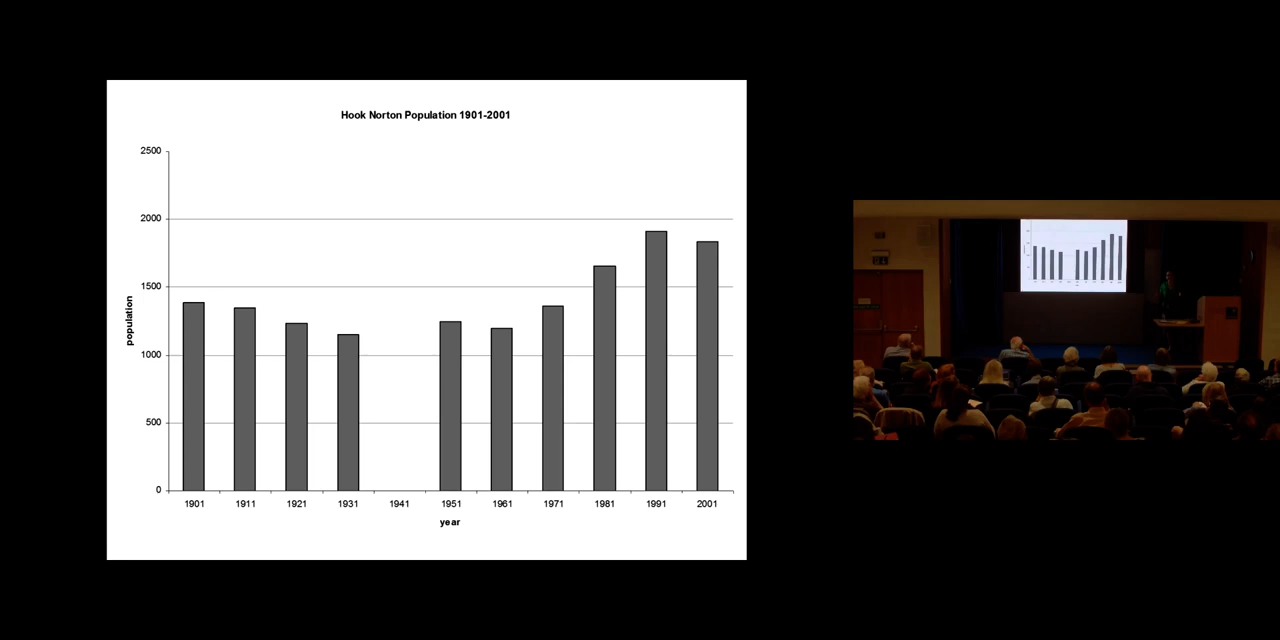 Hook Norton Population 1901-2001
2500
2000
1500
1000
500
0
population
1901 1911 1921 1931 1941 1951 1961 1971 1981 1991 2001
year